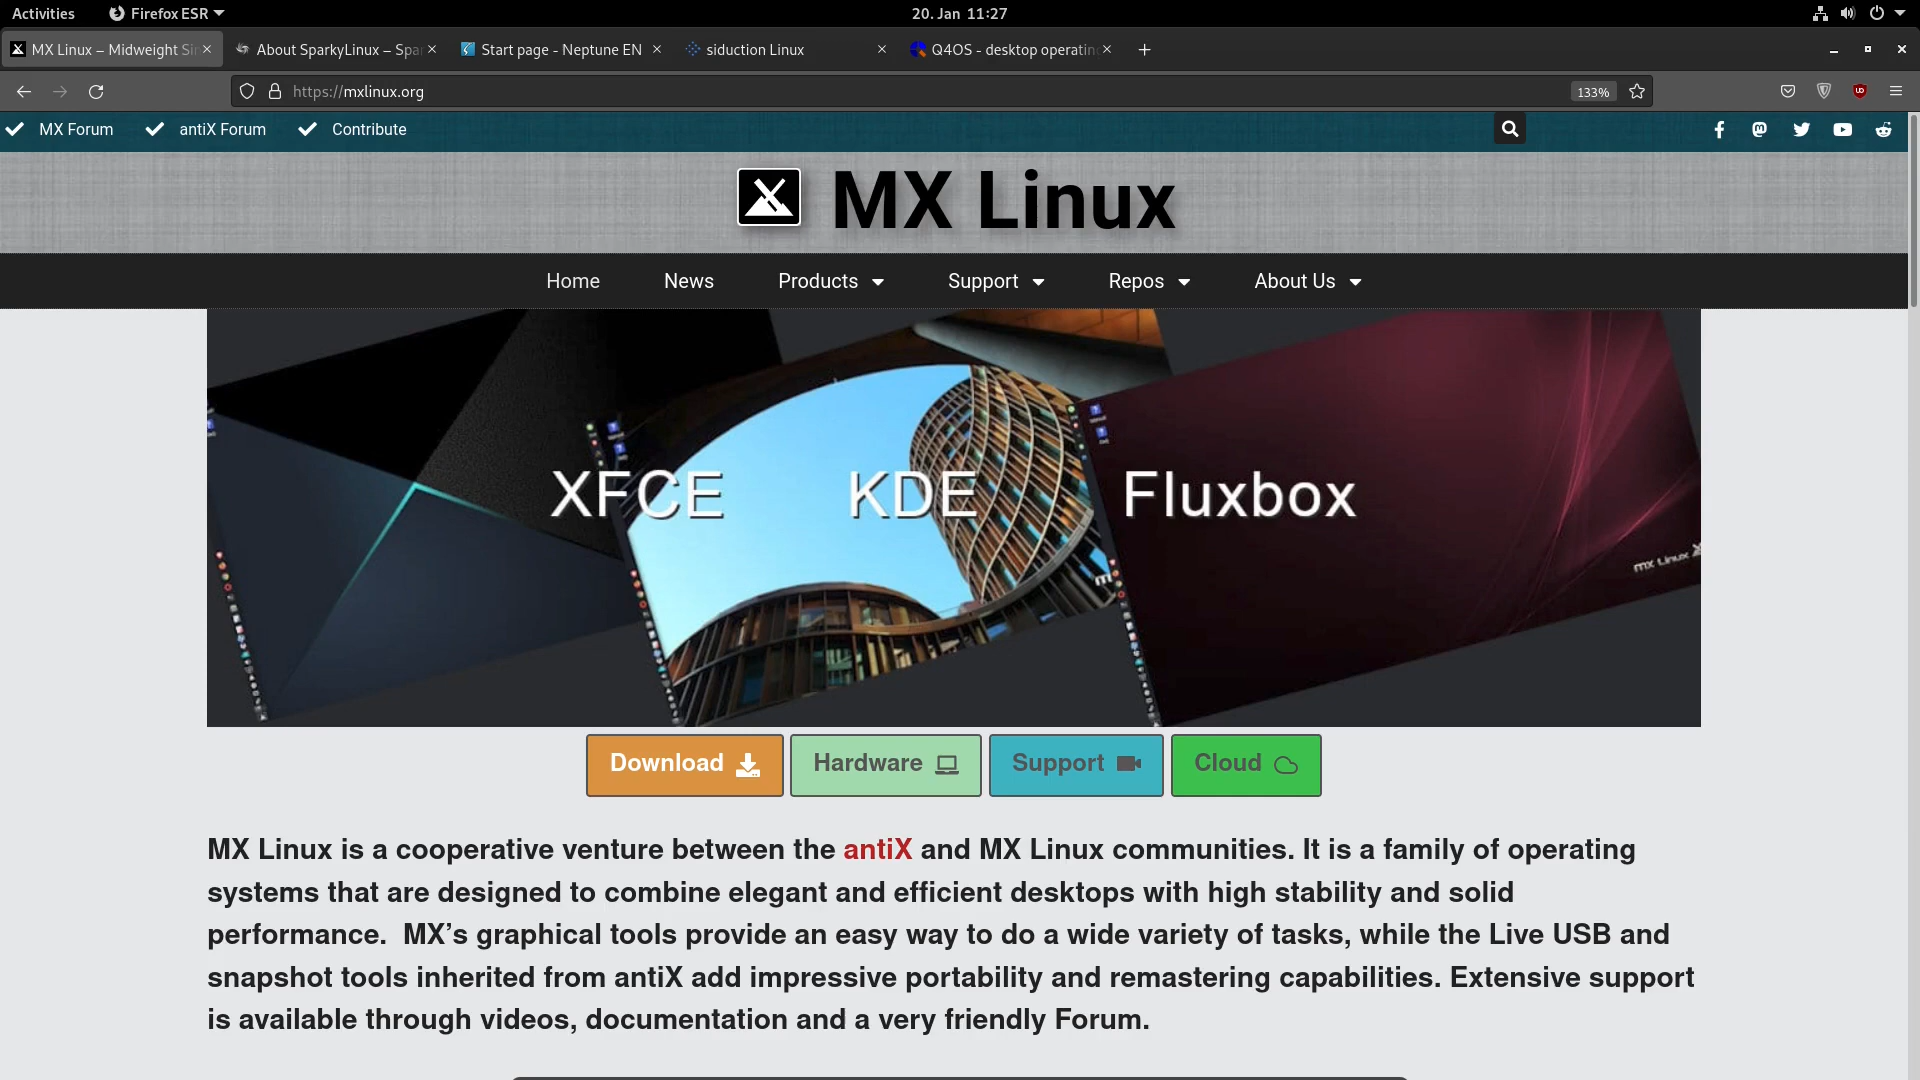 Activities Firefox ESR 20. Jan 11:27
MX Linux – Midweight Si About SparkyLinux – Spa Start page - Neptune EN siduction Linux Q4OS - desktop operating
https://mxlinux.org 133%
MX Forum antiX Forum Contribute
MX Linux
Home News Products Support Repos About Us
XFCE KDE Fluxbox
mx Linux
Download Hardware Support Cloud
MX Linux is a cooperative venture between the antiX and MX Linux communities. It is a family of operating
systems that are designed to combine elegant and efficient desktops with high stability and solid
performance. MX’s graphical tools provide an easy way to do a wide variety of tasks, while the Live USB and
snapshot tools inherited from antiX add impressive portability and remastering capabilities. Extensive support
is available through videos, documentation and a very friendly Forum.